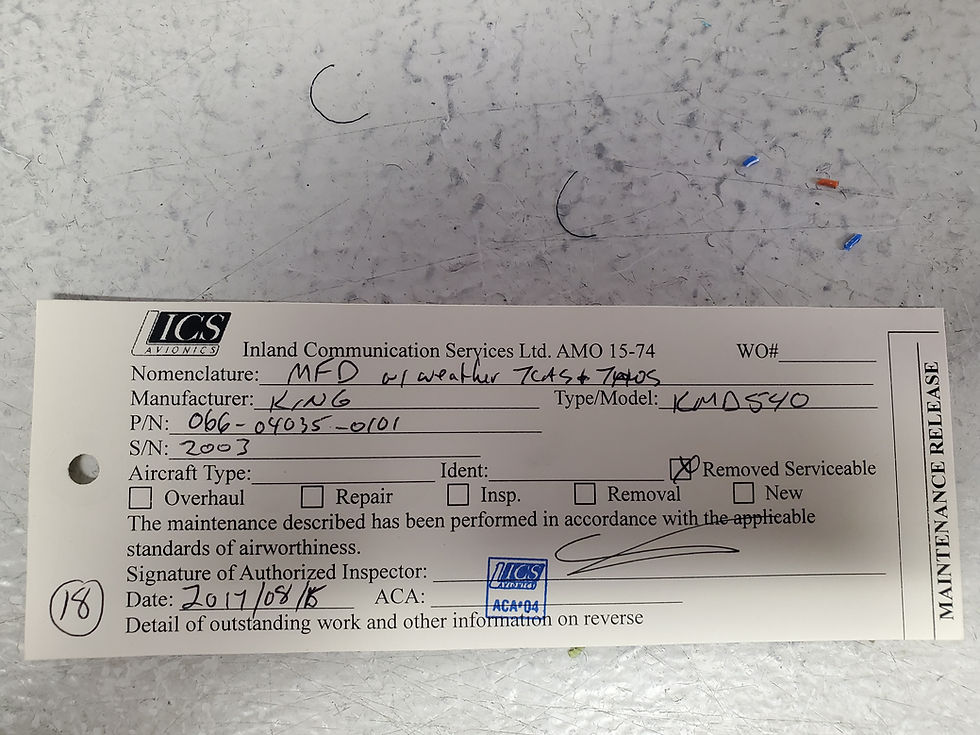 ICS
AVIONICS
Inland Communication Services Ltd. AMO 15-74 WO#
Nomenclature: MFD w/ weather TCAS +
Manufacturer: KING Type/Model: KMD540
P/N: 066-04035-0101
S/N: 2003
Aircraft Type: Ident: Removed Serviceable
Overhaul Repair Insp. Removal New
The maintenance described has been performed in accordance with the applicable
standards of airworthiness.
Signature of Authorized Inspector:
Date: 2017/08/ ACA:
ICS
AVIONICS
ACA•04
18
Detail of outstanding work and other information on reverse
MAINTENANCE RELEASE